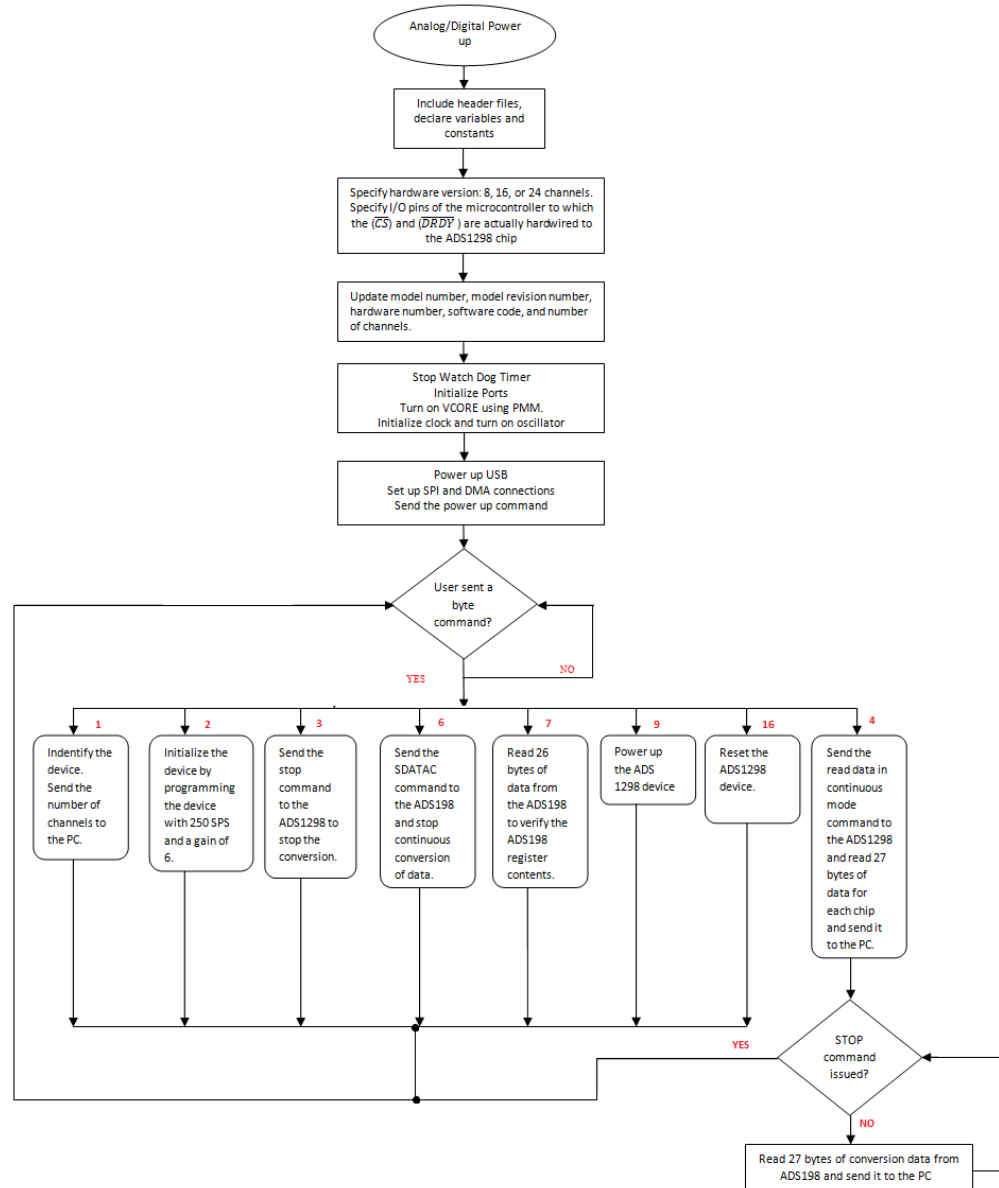 Analog/Digital Power
up
Include header files,
declare variables and
constants
Specify hardware version: 8, 16, or 24 channels.
Specify I/O pins of the microcontroller to which
the (C̅S̅) and (D̅R̅D̅Y̅ ) are actually hardwired to
the ADS1298 chip
Update model number, model revision number,
hardware number, software code, and number
of channels.
Stop Watch Dog Timer
Initialize Ports
Turn on VCORE using PMM.
Initialize clock and turn on oscillator
Power up USB
Set up SPI and DMA connections
Send the power up command
User sent a
byte
command?
YES
NO
1
Indentify the
device.
Send the
number of
channels to
the PC.
2
Initialize the
device by
programming
the device
with 250 SPS
and a gain of
6.
3
Send the
stop
command
to the
ADS1298 to
stop the
conversion.
6
Send the
SDATAC
command to
the ADS198
and stop
continuous
conversion
of data.
7
Read 26
bytes of
data from
the ADS198
to verify the
ADS198
register
contents.
9
Power up
the ADS
1298 device
16
Reset the
ADS1298
device.
4
Send the
read data in
continuous
mode
command to
the ADS1298
and read 27
bytes of
data for
each chip
and send it
to the PC.
STOP
command
issued?
YES
NO
Read 27 bytes of conversion data from
ADS198 and send it to the PC